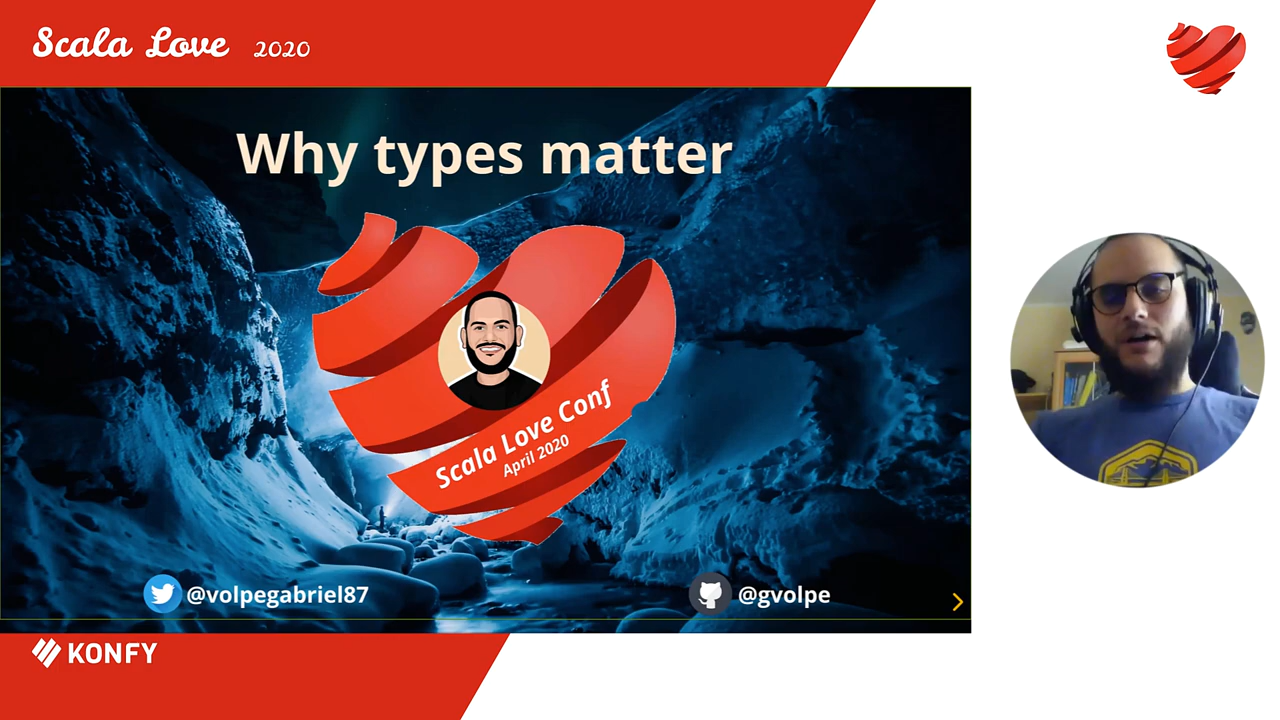 Scala Love 2020
Why types matter
Scala Love Conf
April 2020
@volpegabriel87
@gvolpe
KONFY